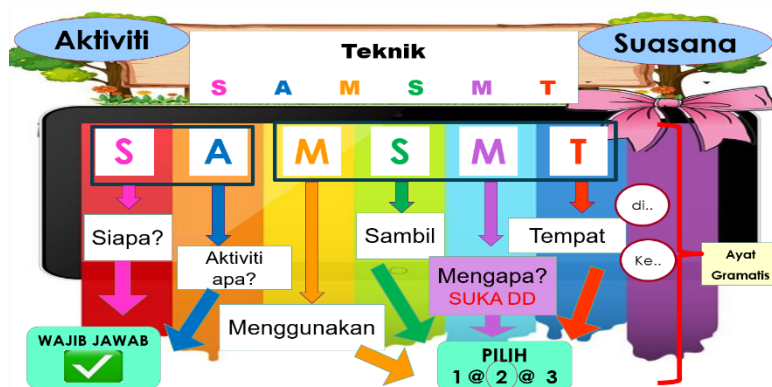 Aktiviti
Teknik
S A M S M T
Suasana
S A M S M T
Siapa?
Aktiviti
apa?
Menggunakan
Sambil
Mengapa?
SUKA DD
Tempat
di..
Ke..
Ayat
Gramatis
WAJIB JAWAB
PILIH
1 @ 2 @ 3